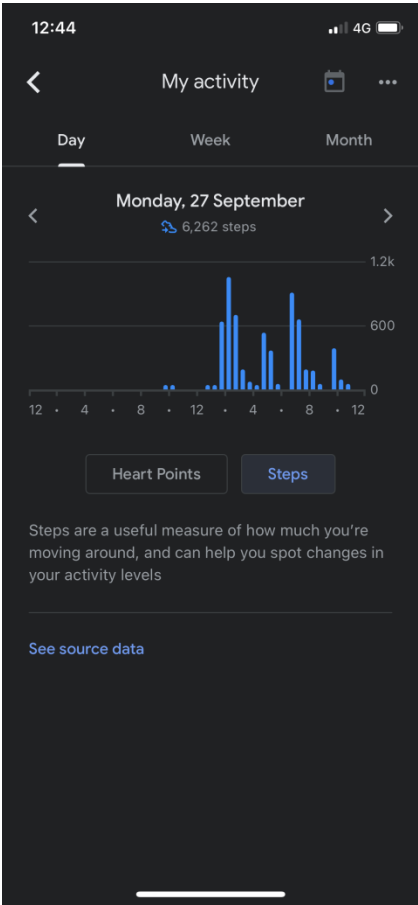 12:44 4G
My activity
Day Week Month
Monday, 27 September
6,262 steps
1.2k
600
0
12 • 4 • 8 • 12 • 4 • 8 • 12
Heart Points Steps
Steps are a useful measure of how much you're
moving around, and can help you spot changes in
your activity levels
See source data